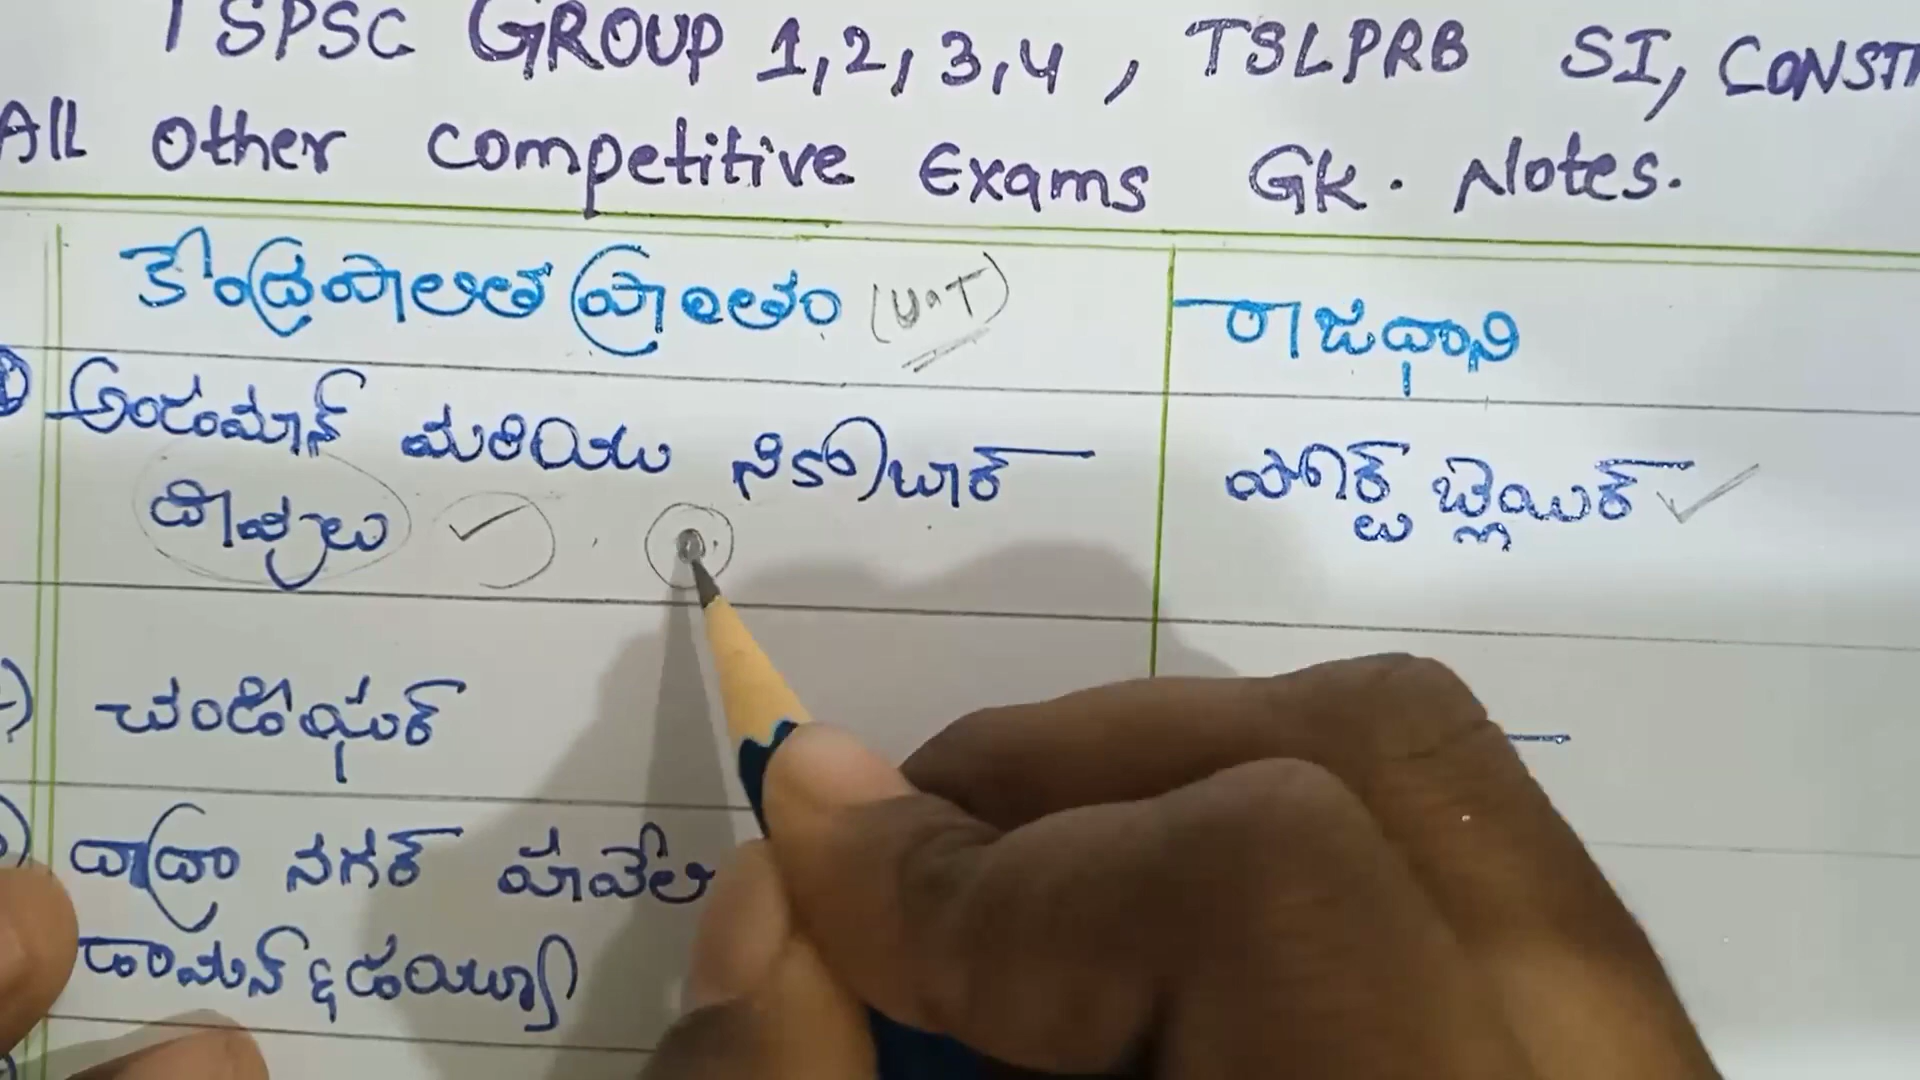 TSPSC GROUP 1,2,3,4, TSLPRB SI, CONST
All Other Competitive Exams GK. Notes.
కేంద్రపాలిత ప్రాంతం (U.T)
రాజధాని
అండమాన్ మరియు నికోబార్
దీవులు
పోర్ట్ బ్లెయిర్
చండీఘర్
దాద్రా నగర్ హవేలి
డామన్ & డయ్యూ